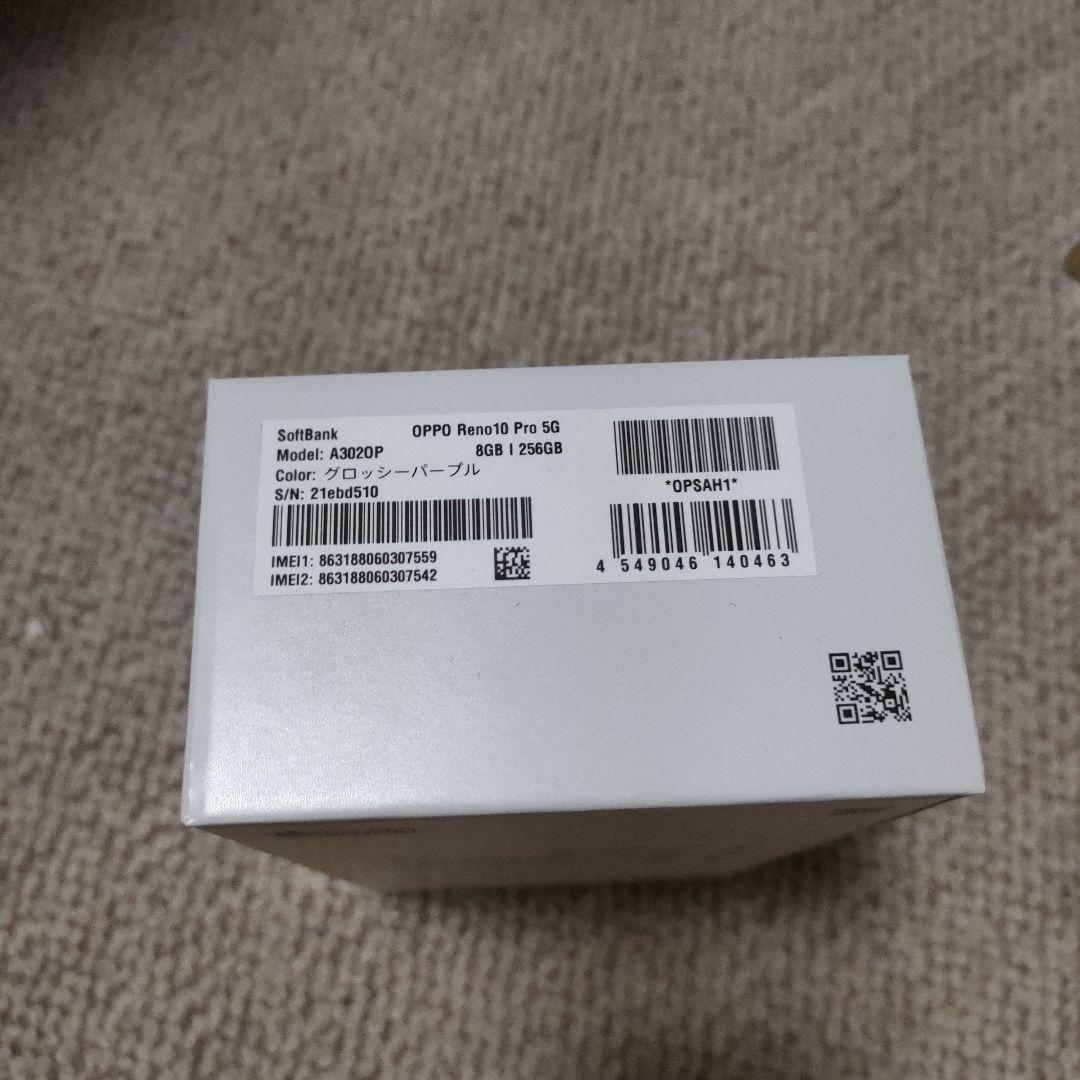 SoftBank OPPO Reno10 Pro 5G
Model: A302OP 8GB | 256GB
Color: グロッシーパープル
S/N: 21ebd510
IMEI1: 863188060307559
IMEI2: 863188060307542
*OPSAH1*
4 549046 140463